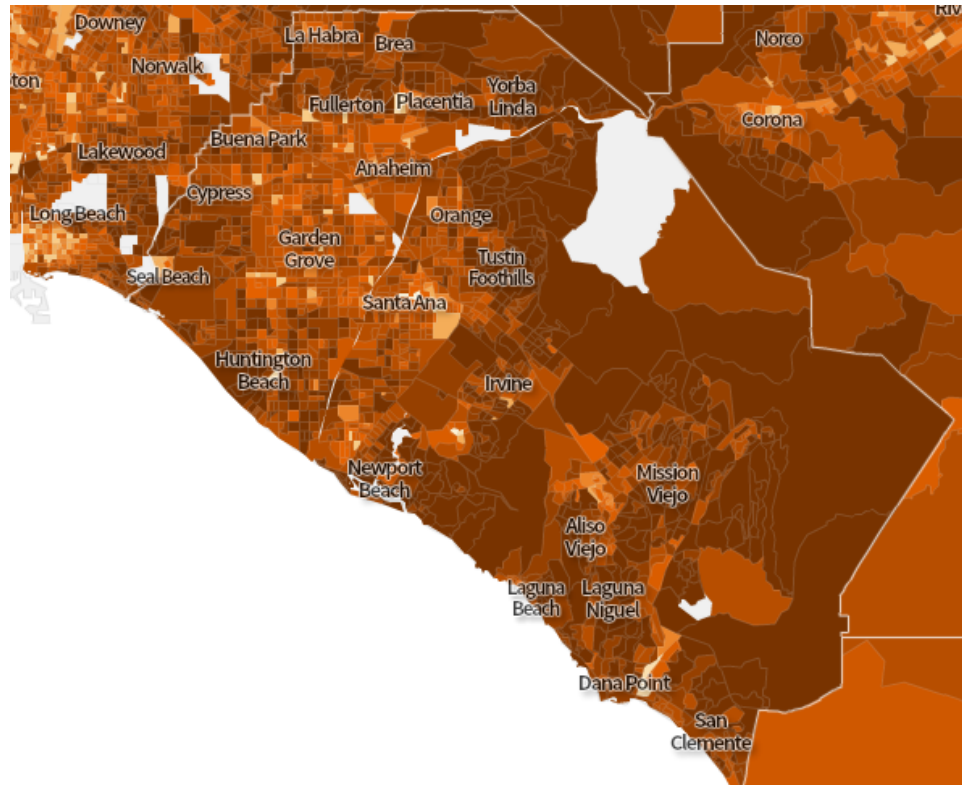 Downey
La Habra
Brea
Norco
Norwalk
Yorba
Linda
Fullerton
Placentia
Corona
Buena Park
Lakewood
Anaheim
Cypress
Long Beach
Orange
Garden
Grove
Tustin
Foothills
Seal Beach
Santa Ana
Huntington
Beach
Irvine
Newport
Beach
Mission
Viejo
Aliso
Viejo
Laguna
Beach
Laguna
Niguel
Dana Point
San
Clemente